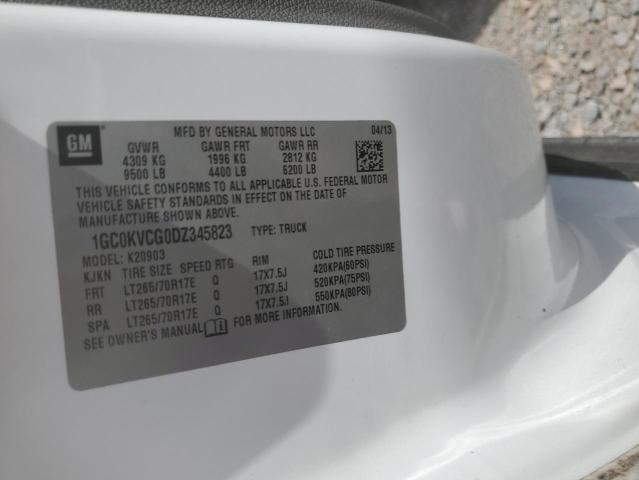 GM
MFD BY GENERAL MOTORS LLC 04/13
GVWR GAWR FRT GAWR RR
4309 KG 1996 KG 2812 KG
9500 LB 4400 LB 6200 LB
THIS VEHICLE CONFORMS TO ALL APPLICABLE U.S. FEDERAL MOTOR
VEHICLE SAFETY STANDARDS IN EFFECT ON THE DATE OF
MANUFACTURE SHOWN ABOVE.
1GC0KVCG0DZ345823 TYPE: TRUCK
MODEL: K20903
KJKN TIRE SIZE SPEED RTG RIM COLD TIRE PRESSURE
FRT LT265/70R17E Q 17X7.5J 420KPA(60PSI)
RR LT265/70R17E Q 17X7.5J 520KPA(75PSI)
SPA LT265/70R17E Q 17X7.5J 550KPA(80PSI)
SEE OWNER'S MANUAL FOR MORE INFORMATION.